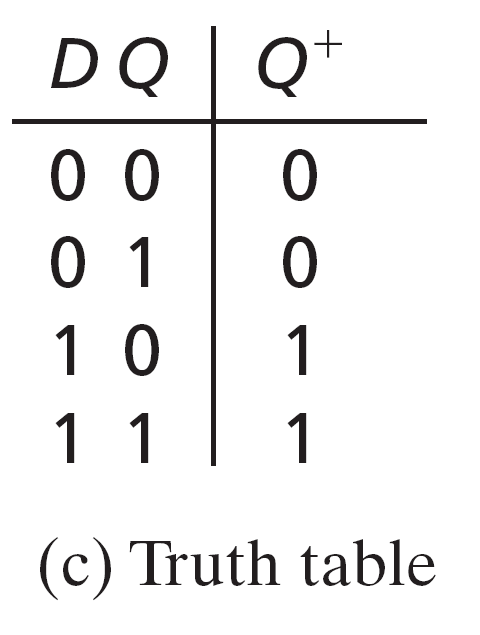 D Q Q⁺
0 0 0
0 1 0
1 0 1
1 1 1
(c) Truth table